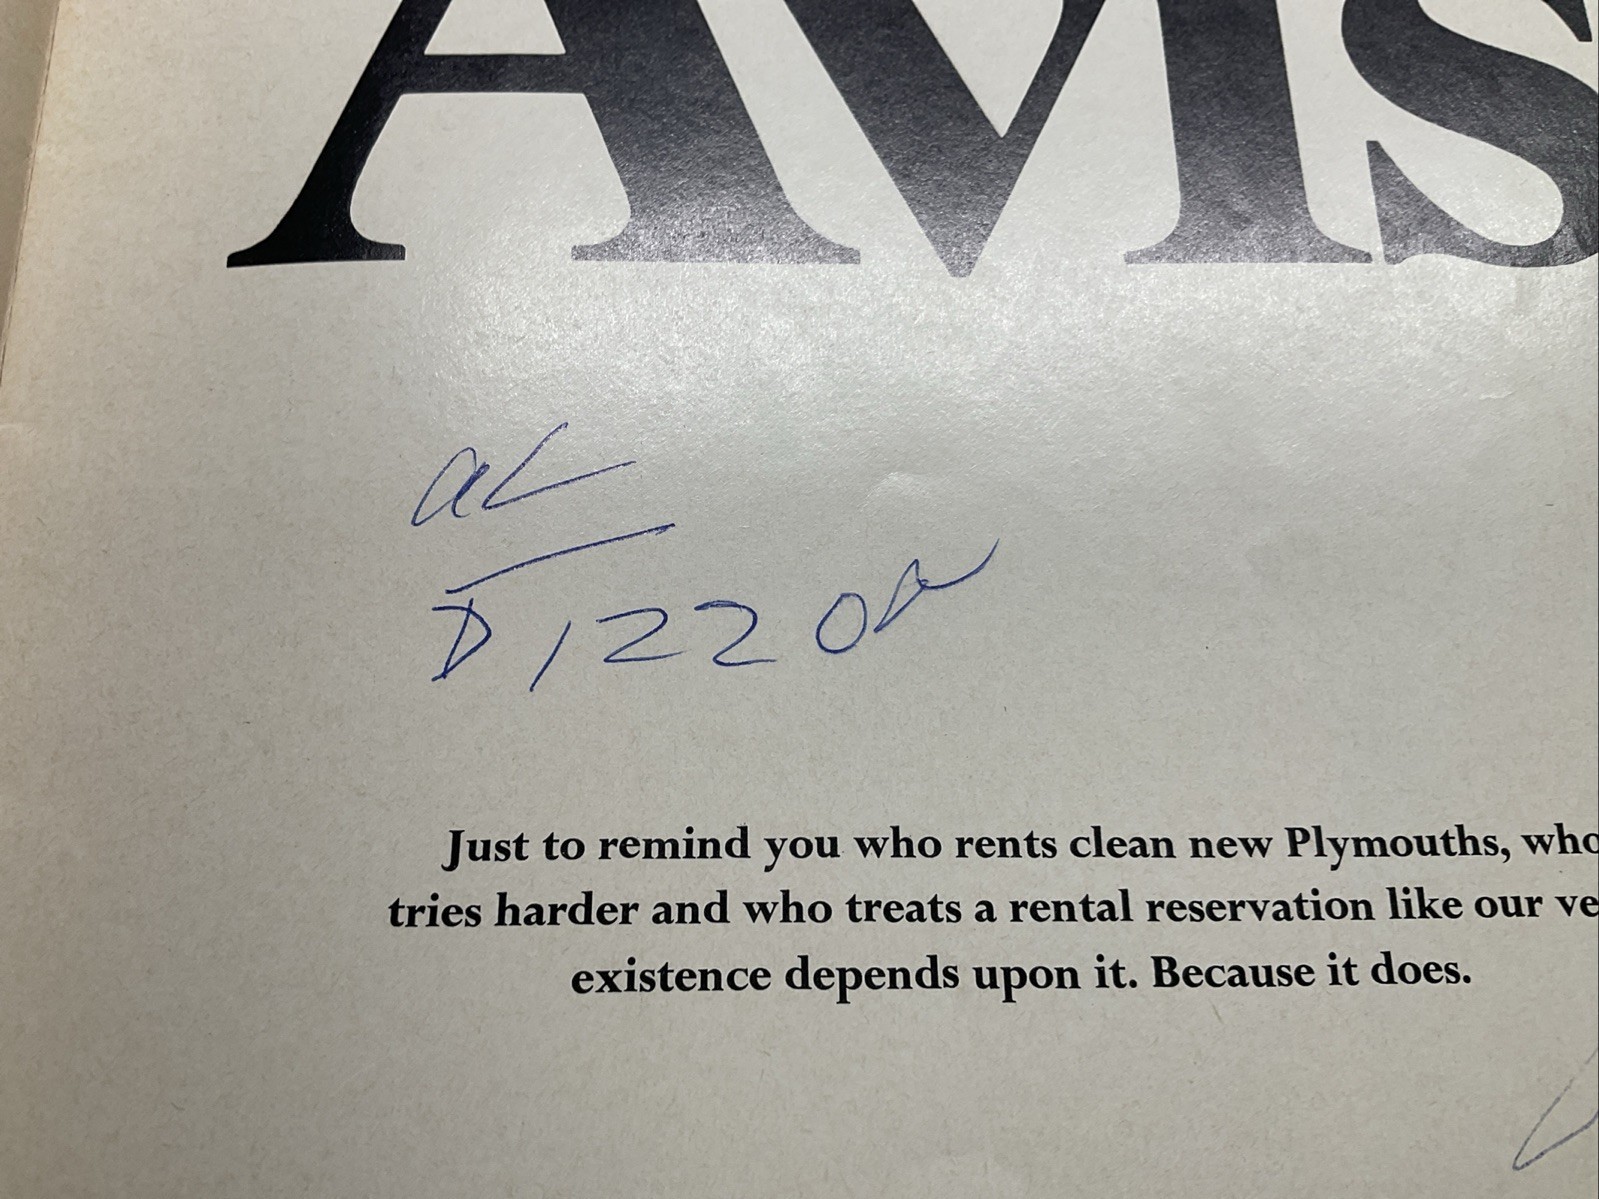 Avis
aL
D1220
Just to remind you who rents clean new Plymouths, who
tries harder and who treats a rental reservation like our ve
existence depends upon it. Because it does.